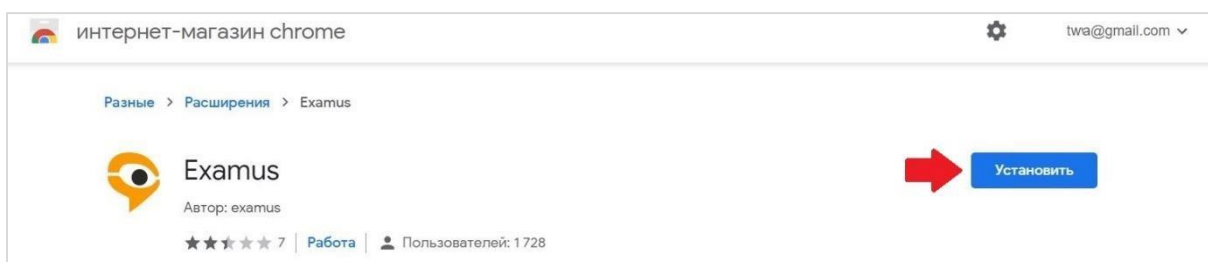 интернет-магазин chrome twa@gmail.com
Разные > Расширения > Examus
Examus
Установить
Автор: examus
7 Работа Пользователей: 1 728